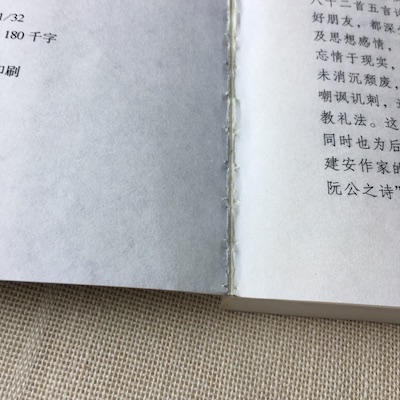 1/32
180 千字
印刷
八十二首五言诗
好朋友，都深
及思想感情，
忘情于现实，
未消沉颓废，
嘲讽讥刺，
教礼法。这
同时也为后
建安作家的
阮公之诗”